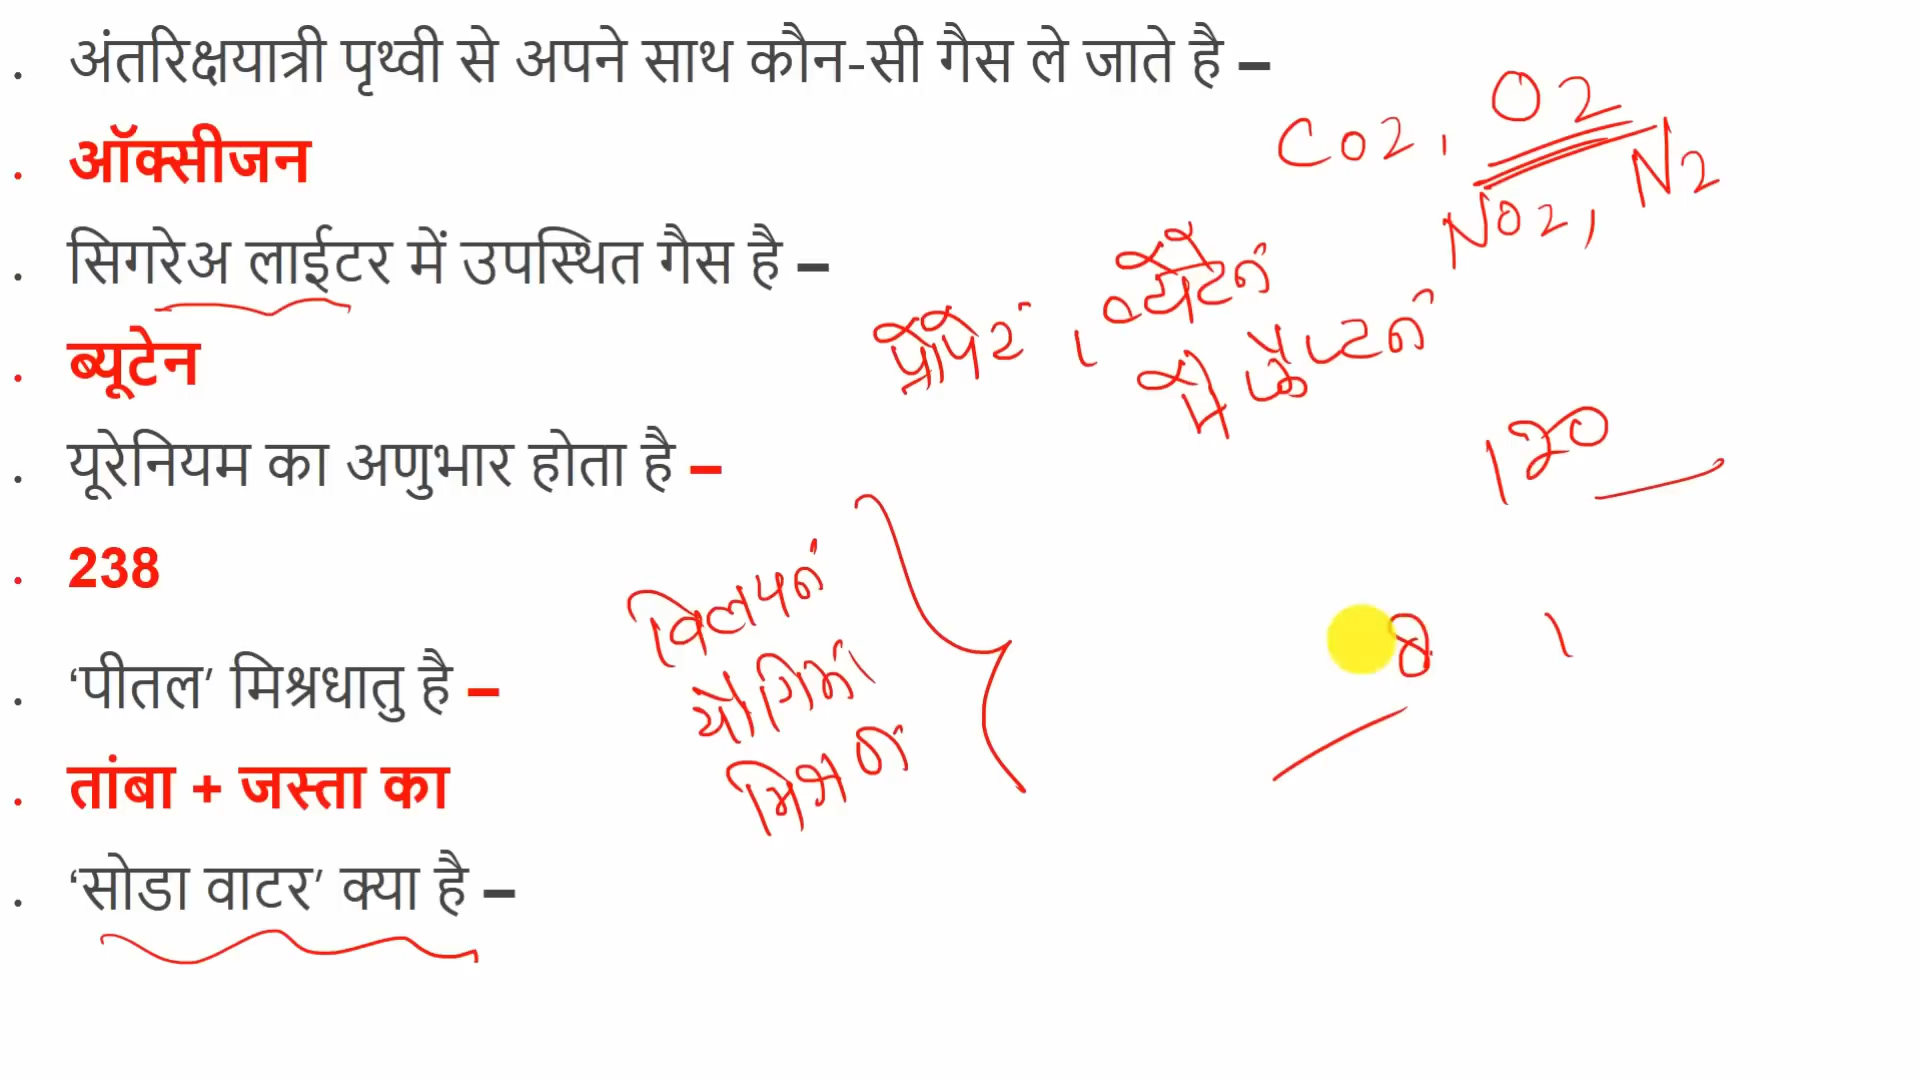 . अंतरिक्षयात्री पृथ्वी से अपने साथ कौन-सी गैस ले जाते है –
CO2, O2
. ऑक्सीजन
NO2, N2
. सिगरेअ लाईटर में उपस्थित गैस है –
. ब्यूटेन
120
. यूरेनियम का अणुभार होता है –
. 238
विलयन
8
. ‘पीतल’ मिश्रधातु है –
यौगिक
. तांबा + जस्ता का
मिश्रण
. ‘सोडा वाटर’ क्या है –